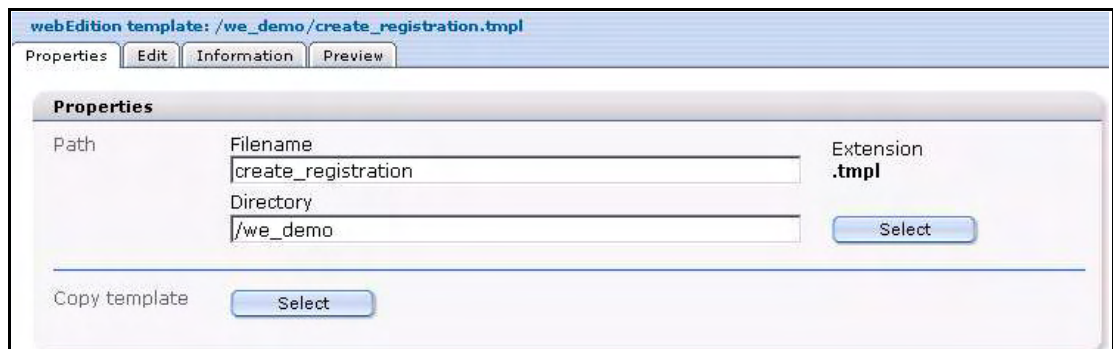 webEdition template: /we_demo/create_registration.tmpl
Properties Edit Information Preview
Properties
Path Filename Extension
create_registration .tmpl
Directory
/we_demo Select
Copy template Select